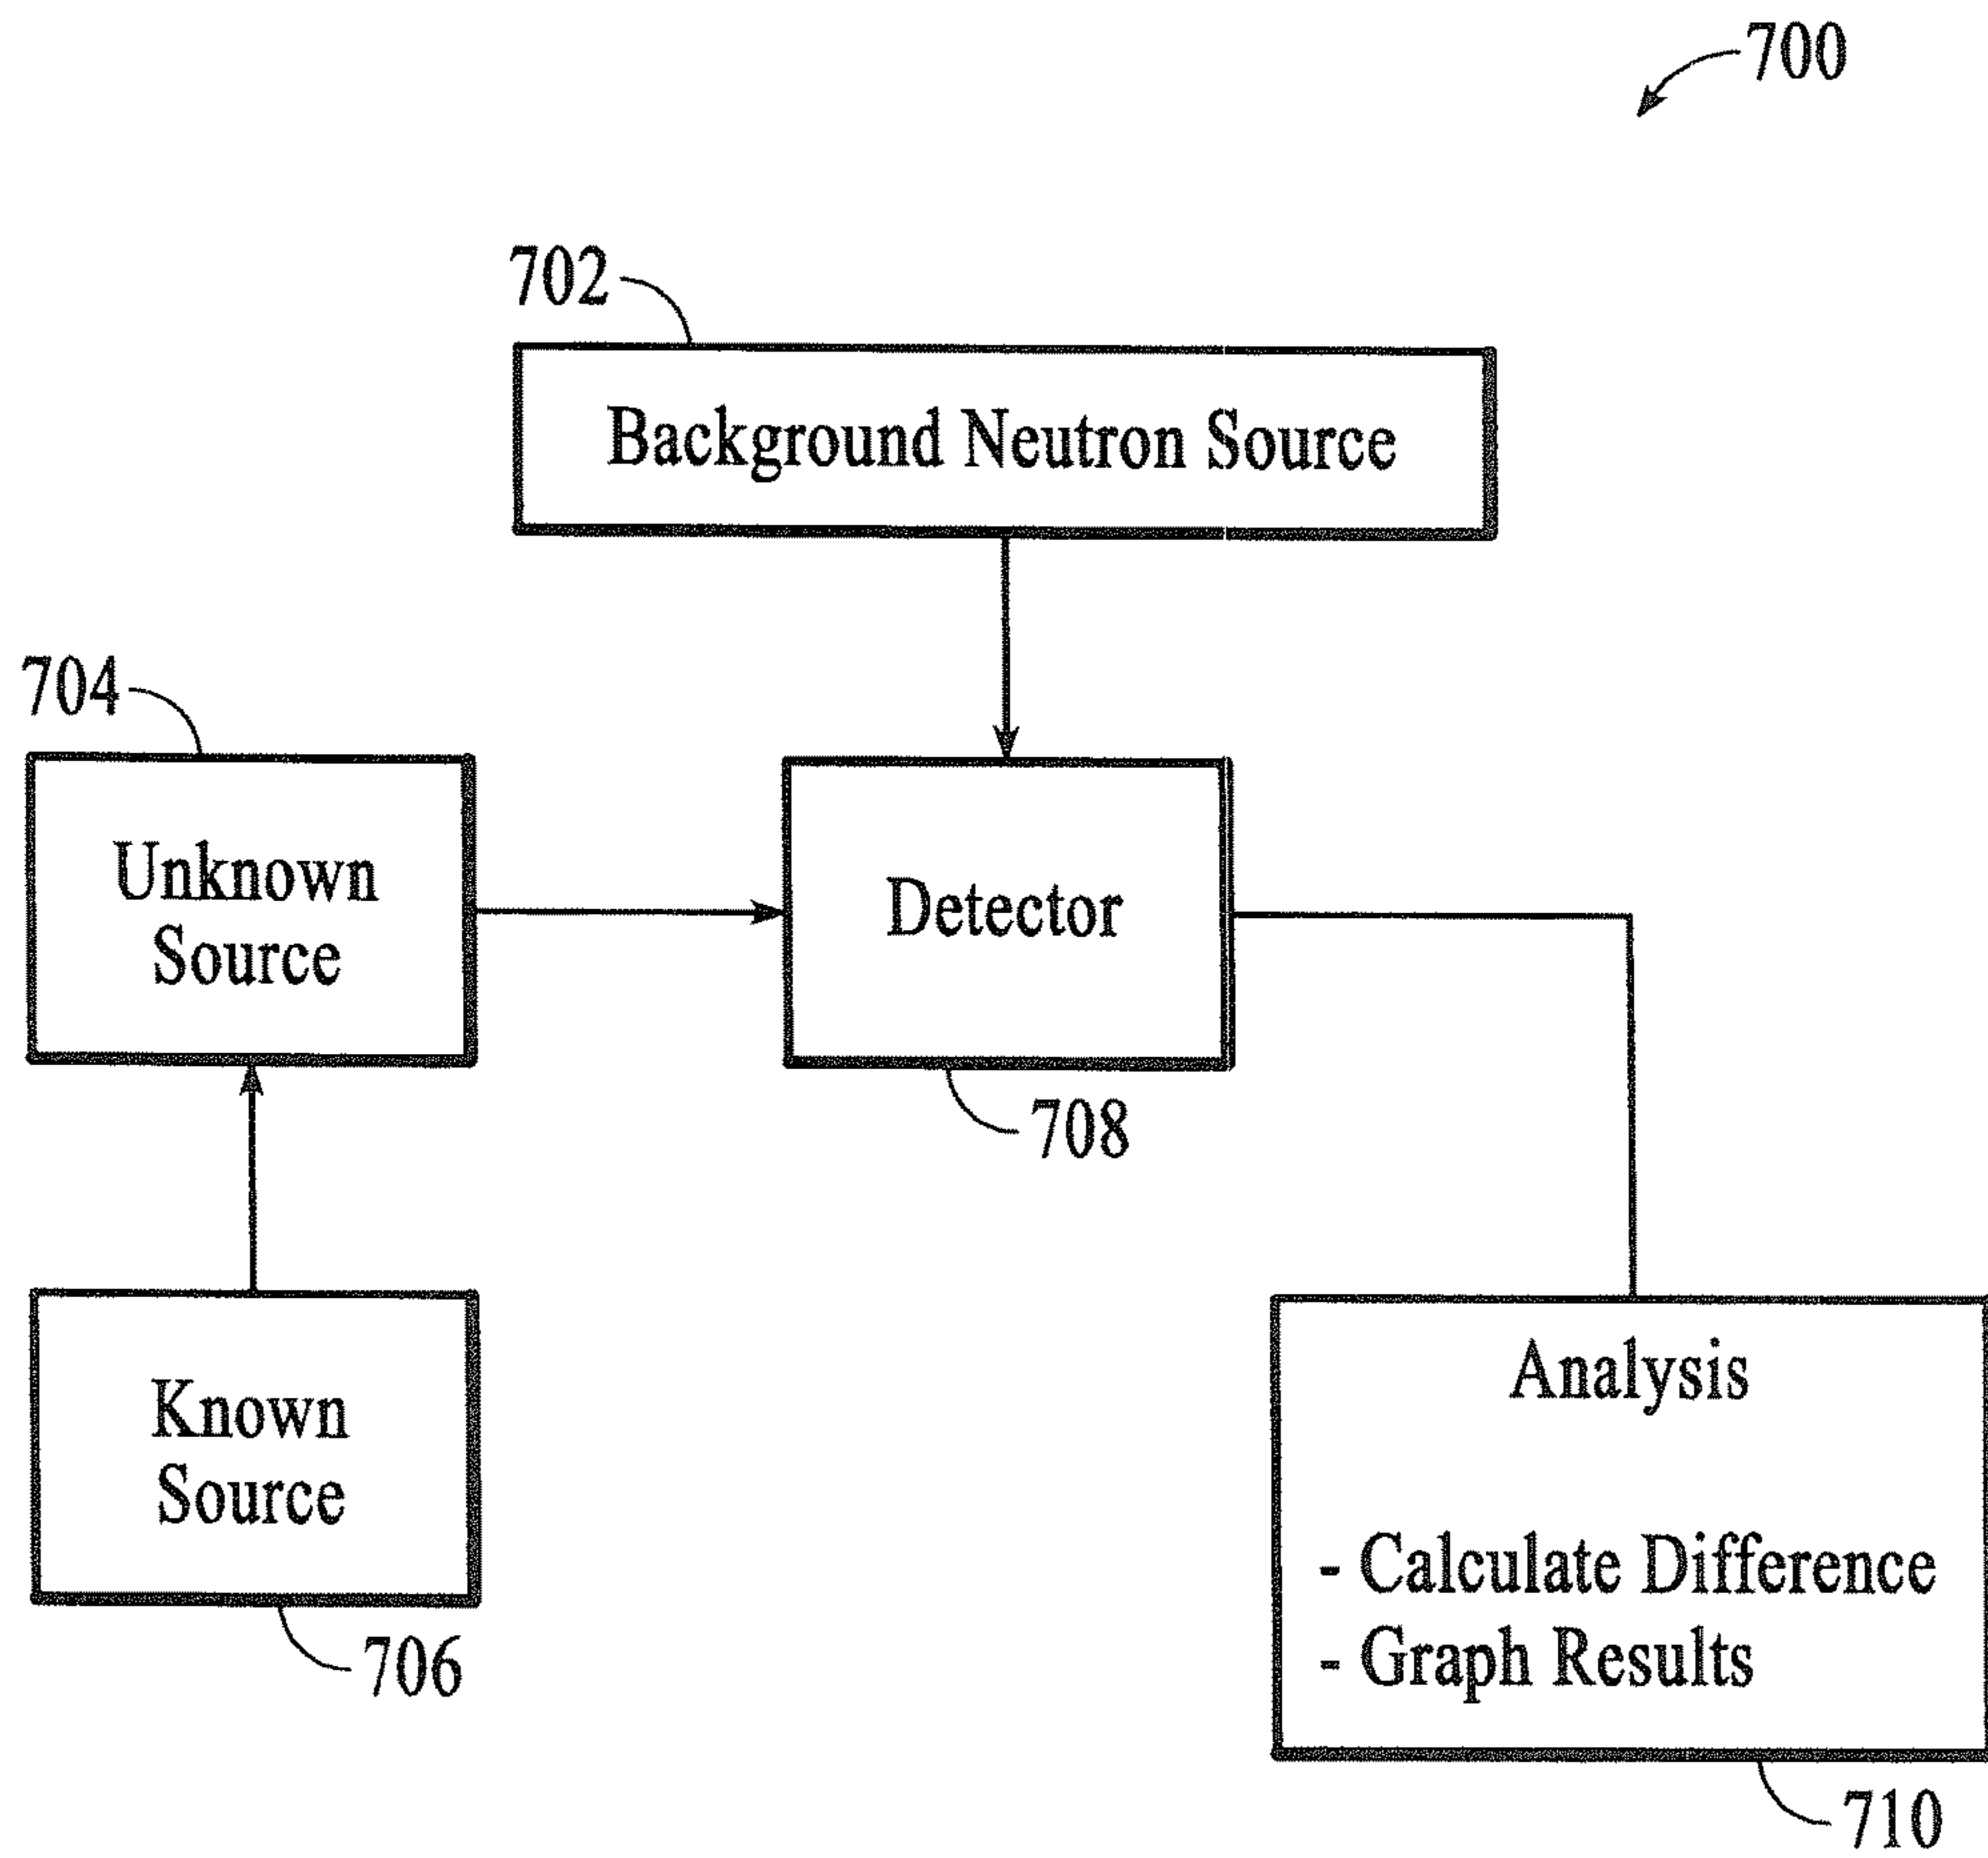 700
702
Background Neutron Source
704
Unknown
Source
Detector
708
Known
Source
706
Analysis
- Calculate Difference
- Graph Results
710